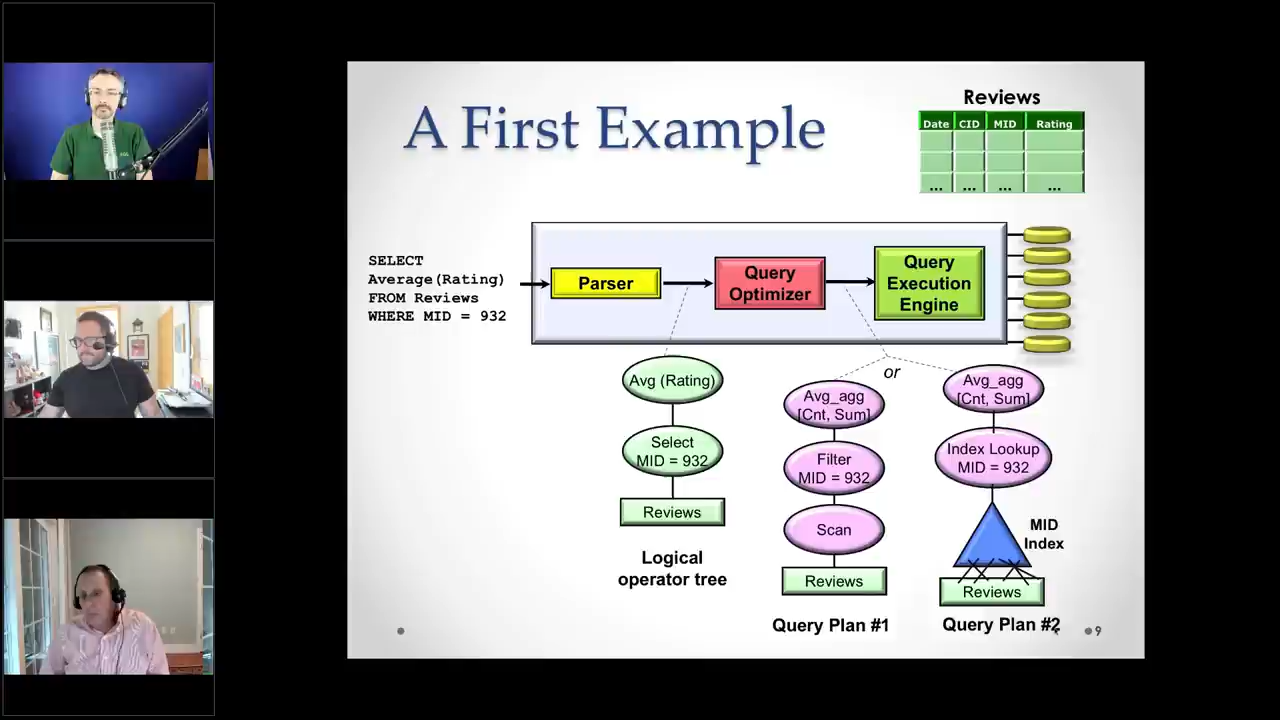 A First Example
Reviews
Date CID MID Rating
... ... ... ...
SELECT
Average(Rating)
FROM Reviews
WHERE MID = 932
Parser
Query
Optimizer
Query
Execution
Engine
or
Avg (Rating)
Select
MID = 932
Reviews
Logical
operator tree
Avg_agg
[Cnt, Sum]
Filter
MID = 932
Scan
Reviews
Query Plan #1
Avg_agg
[Cnt, Sum]
Index Lookup
MID = 932
MID
Index
Reviews
Query Plan #2
9